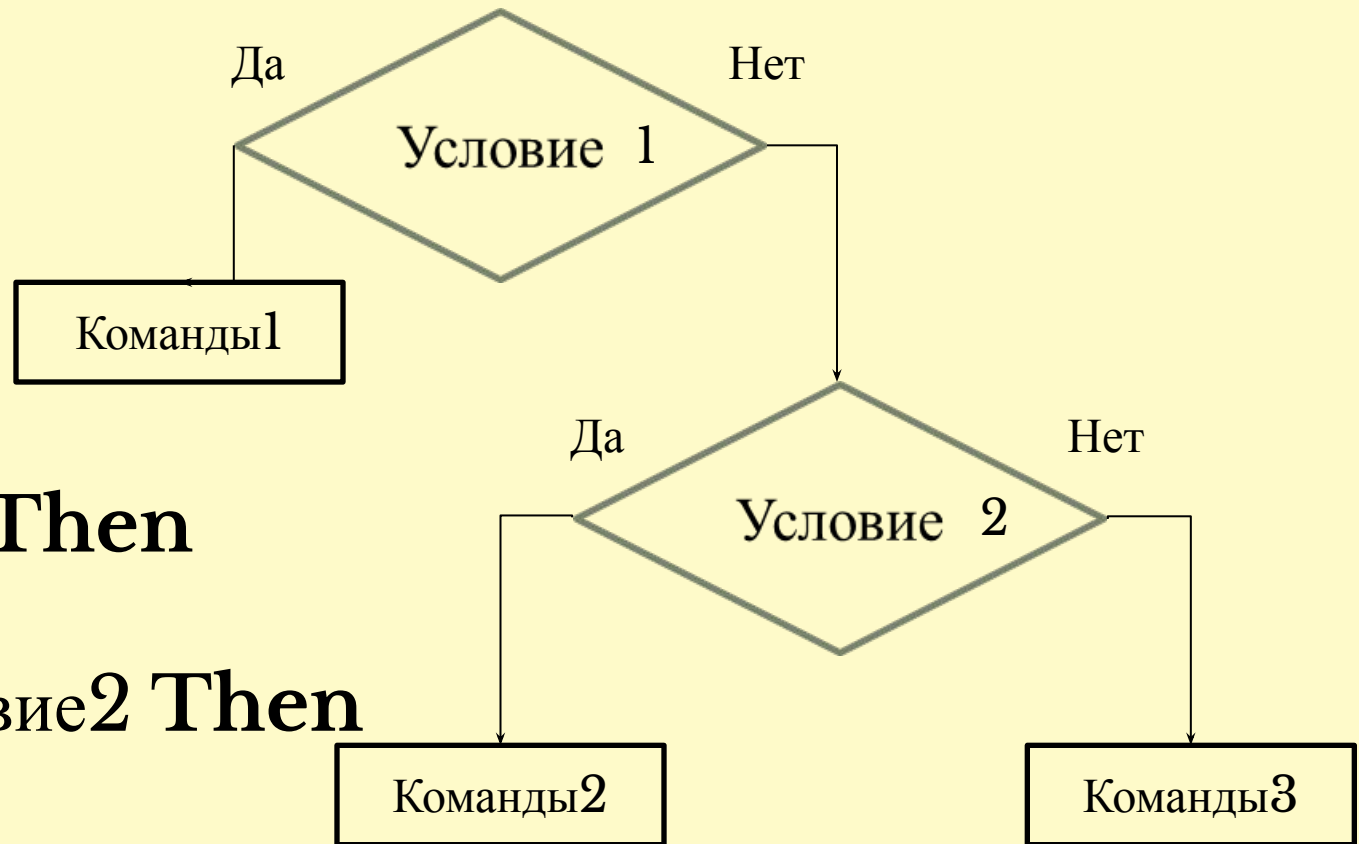 Да
Нет
Условие 1
Команды1
Да
Нет
Then
Условие 2
вие2 Then
Команды2
Команды3